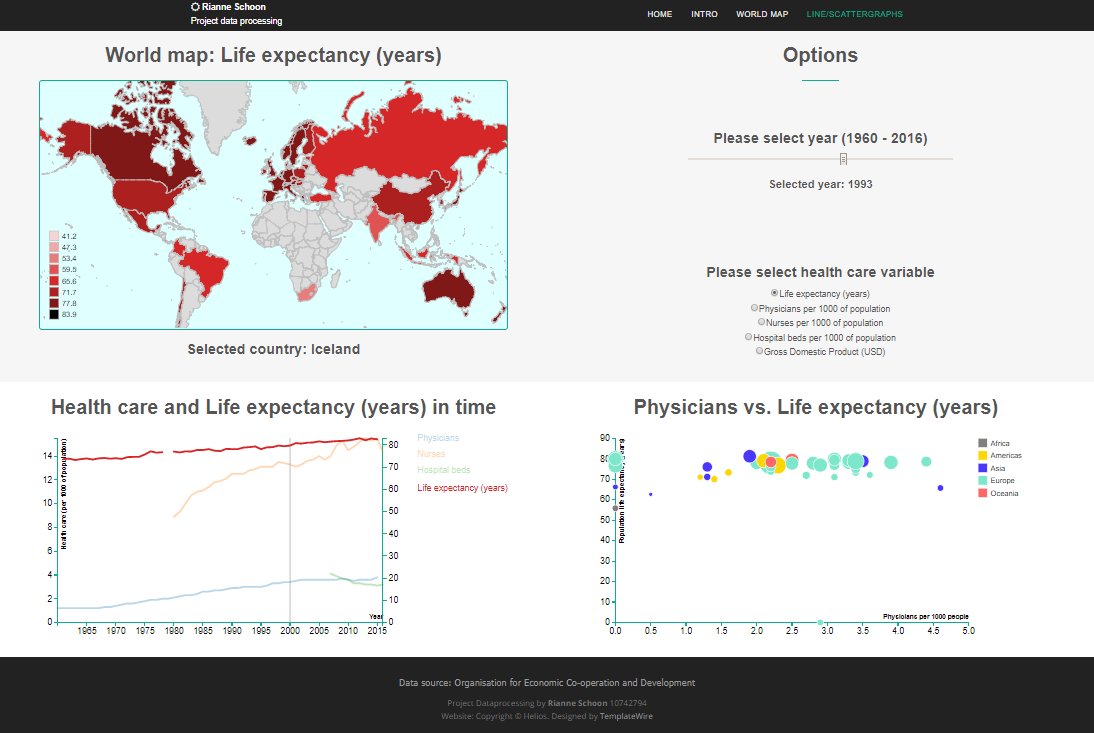 Rianne Schoon
Project data processing
HOME INTRO WORLD MAP LINE/SCATTERGRAPHS
World map: Life expectancy (years)
41.2
47.3
53.4
59.5
65.6
71.7
77.8
83.9
Selected country: Iceland
Options
Please select year (1960 - 2016)
Selected year: 1993
Please select health care variable
Life expectancy (years)
Physicians per 1000 of population
Nurses per 1000 of population
Hospital beds per 1000 of population
Gross Domestic Product (USD)
Health care and Life expectancy (years) in time
Health care (per 1000 of population)
14
12
10
8
6
4
2
0
80
70
60
50
40
30
20
10
0
Year
1965 1970 1975 1980 1985 1990 1995 2000 2005 2010 2015
Physicians
Nurses
Hospital beds
Life expectancy (years)
Physicians vs. Life expectancy (years)
Population life expectancy (years)
90
80
70
60
50
40
30
20
10
0
Physicians per 1000 people
0.0 0.5 1.0 1.5 2.0 2.5 3.0 3.5 4.0 4.5 5.0
Africa
Americas
Asia
Europe
Oceania
Data source: Organisation for Economic Co-operation and Development
Project Dataprocessing by Rianne Schoon 10742794
Website: Copyright © Helios. Designed by TemplateWire